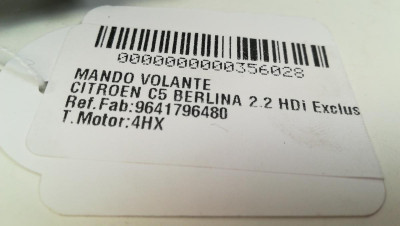 0000000000356028
MANDO VOLANTE
CITROEN C5 BERLINA 2.2 HDi Exclus
Ref.Fab:9641796480
T.Motor:4HX